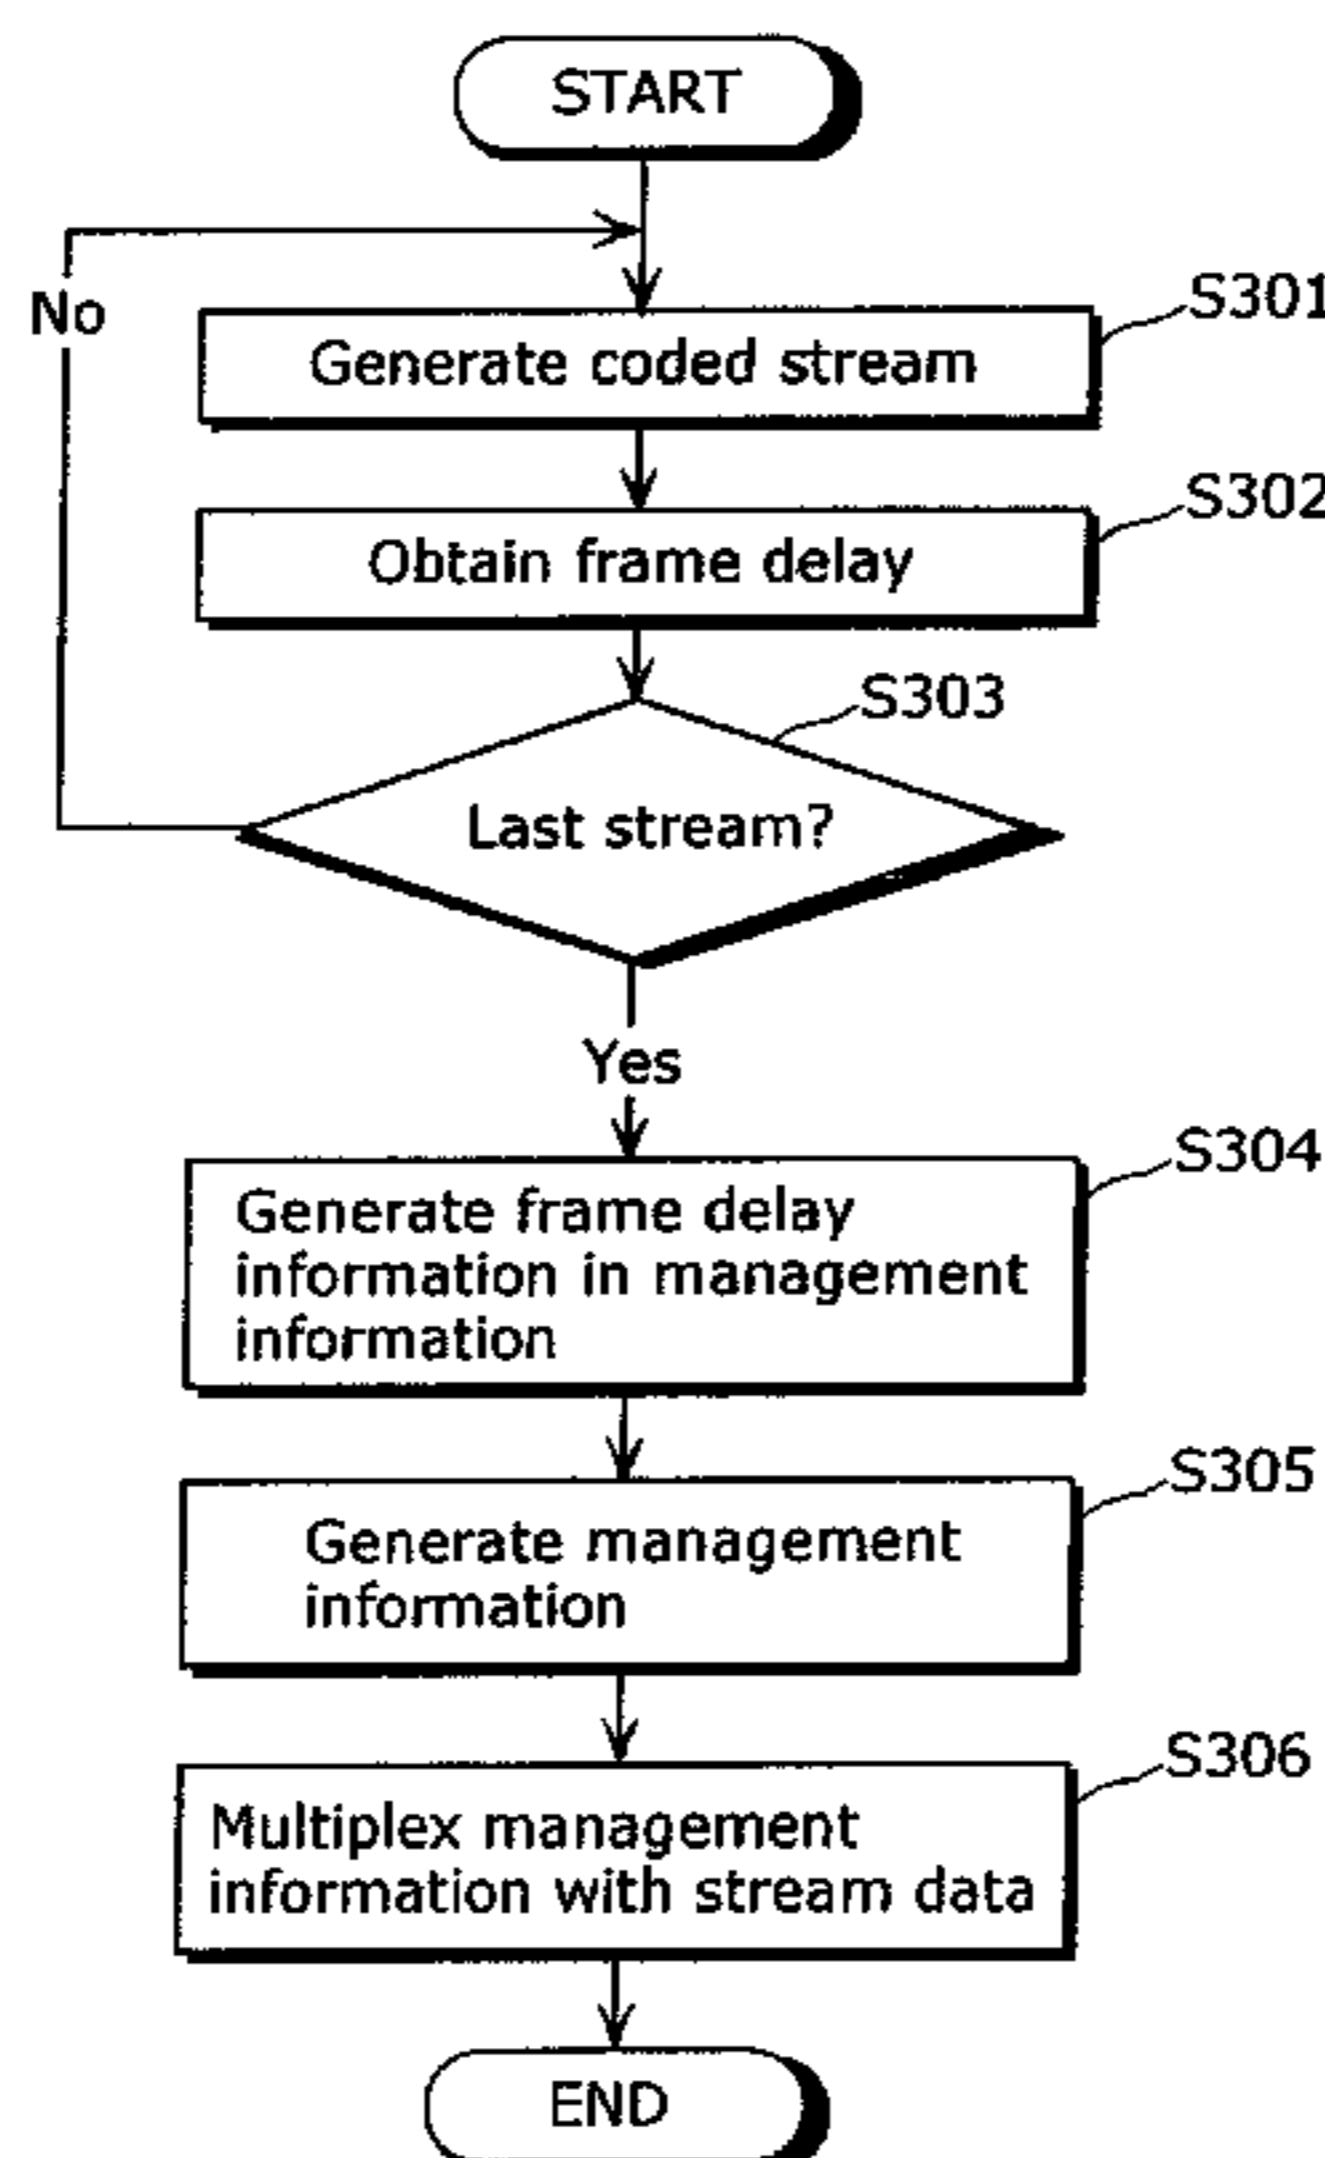 START
No
S301
Generate coded stream
S302
Obtain frame delay
S303
Last stream?
Yes
S304
Generate frame delay
information in management
information
S305
Generate management
information
S306
Multiplex management
information with stream data
END